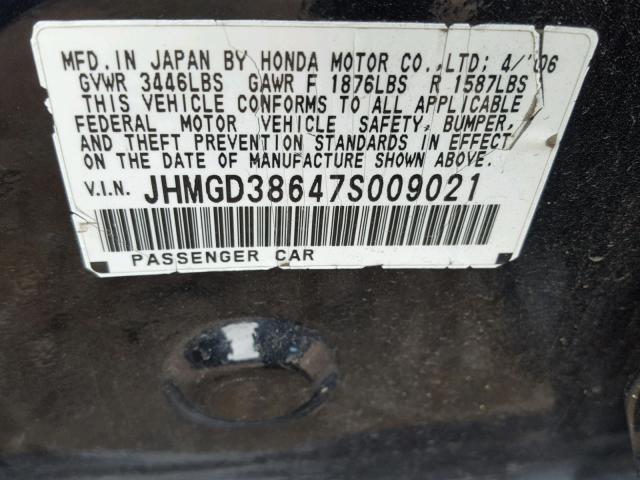 MFD. IN JAPAN BY HONDA MOTOR CO., LTD; 4/'06
GVWR 3446LBS GAWR F 1876LBS R 1587LBS
THIS VEHICLE CONFORMS TO ALL APPLICABLE
FEDERAL MOTOR VEHICLE SAFETY, BUMPER,
AND THEFT PREVENTION STANDARDS IN EFFECT
ON THE DATE OF MANUFACTURE SHOWN ABOVE.
V.I.N. JHMGD38647S009021
PASSENGER CAR